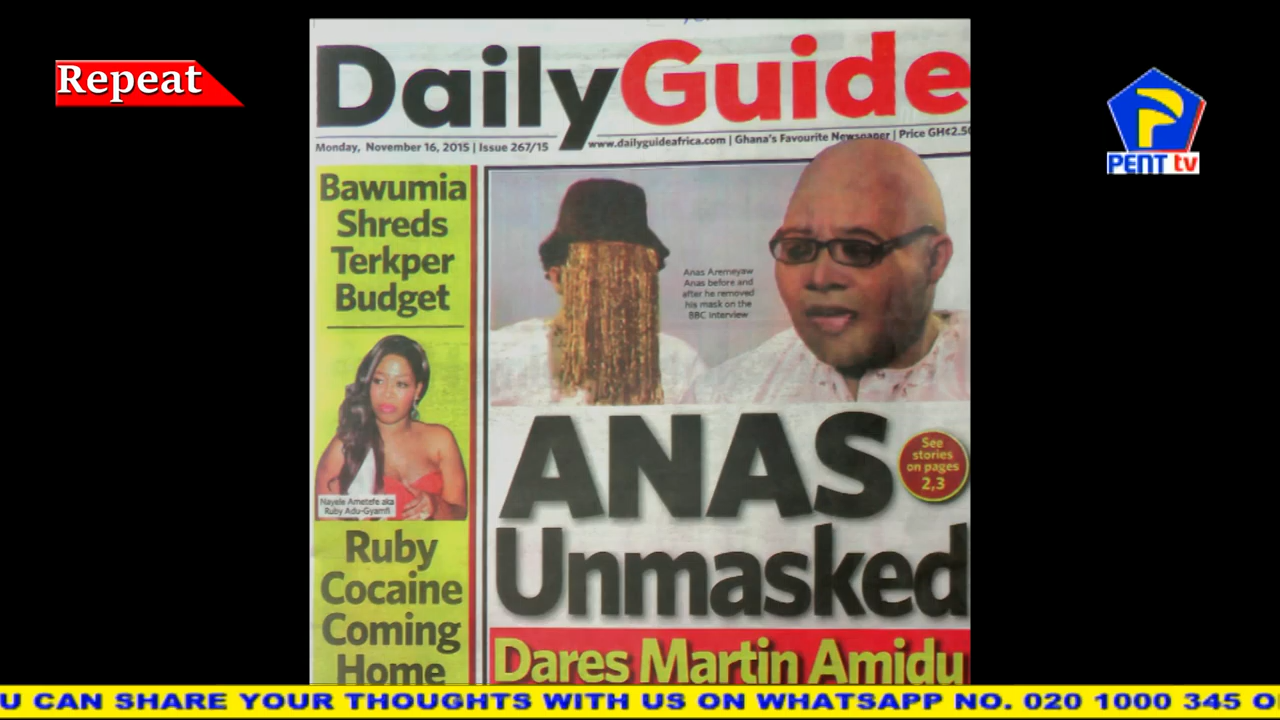 Repeat
PENT tv
DailyGuide
Monday, November 16, 2015 | Issue 267/15
www.dailyguideafrica.com | Ghana's Favourite Newspaper | Price GH¢2.50
Bawumia
Shreds
Terkper
Budget
Nayele Ametefe aka
Ruby Adu-Gyamfi
Ruby
Cocaine
Coming
Home
Anas Aremeyaw
Anas before and
after he removed
his mask on the
BBC interview
ANAS
Unmasked
See
stories
on pages
2,3
Dares Martin Amidu
U CAN SHARE YOUR THOUGHTS WITH US ON WHATSAPP NO. 020 1000 345 O